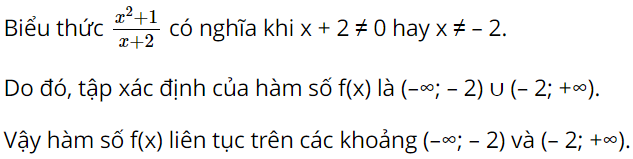 Biểu thức \frac{x^2+1}{x+2} có nghĩa khi x + 2 ≠ 0 hay x ≠ – 2.
Do đó, tập xác định của hàm số f(x) là (–∞; – 2) ∪ (– 2; +∞).
Vậy hàm số f(x) liên tục trên các khoảng (–∞; – 2) và (– 2; +∞).